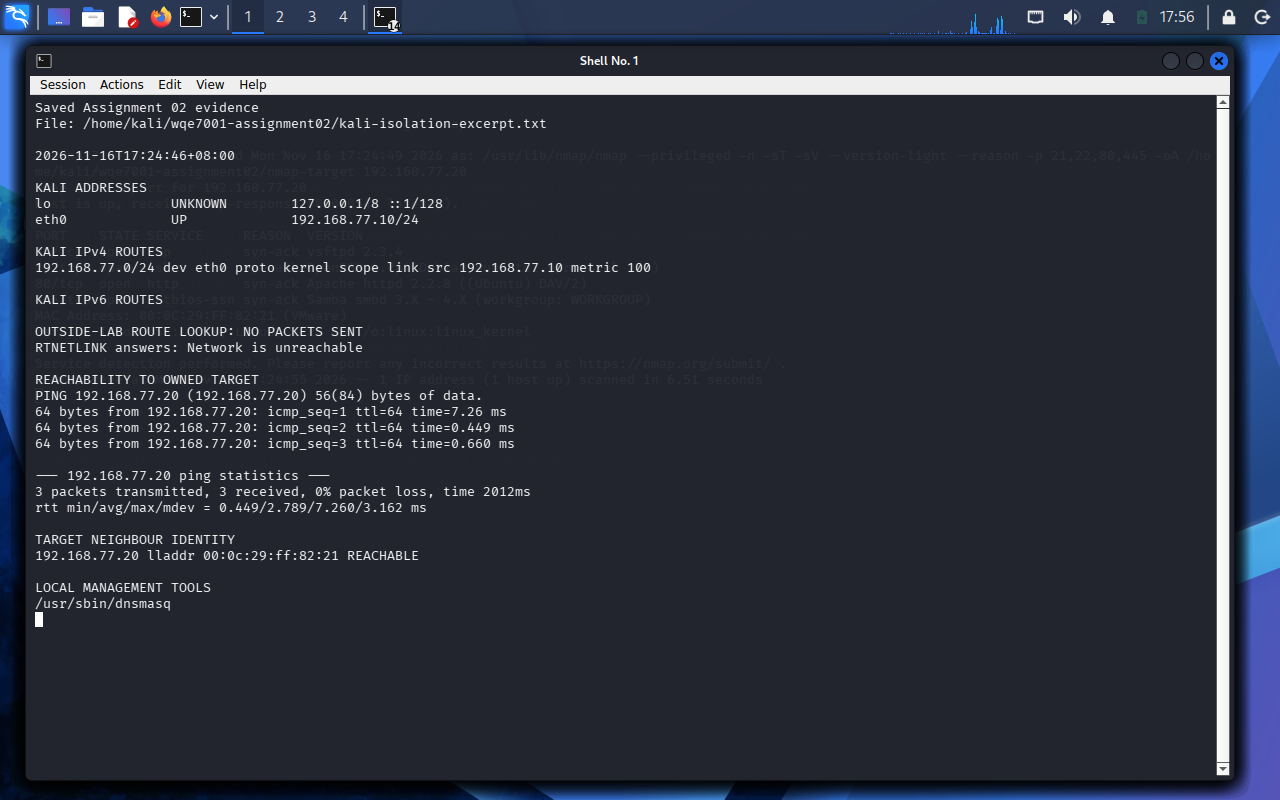 1 2 3 4
17:56
Shell No. 1
Session Actions Edit View Help
Saved Assignment 02 evidence
File: /home/kali/wqe7001-assignment02/kali-isolation-excerpt.txt
2026-11-16T17:24:46+08:00
KALI ADDRESSES
lo UNKNOWN 127.0.0.1/8 ::1/128
eth0 UP 192.168.77.10/24
KALI IPv4 ROUTES
192.168.77.0/24 dev eth0 proto kernel scope link src 192.168.77.10 metric 100
KALI IPv6 ROUTES
OUTSIDE-LAB ROUTE LOOKUP: NO PACKETS SENT
RTNETLINK answers: Network is unreachable
REACHABILITY TO OWNED TARGET
PING 192.168.77.20 (192.168.77.20) 56(84) bytes of data.
64 bytes from 192.168.77.20: icmp_seq=1 ttl=64 time=7.26 ms
64 bytes from 192.168.77.20: icmp_seq=2 ttl=64 time=0.449 ms
64 bytes from 192.168.77.20: icmp_seq=3 ttl=64 time=0.660 ms
--- 192.168.77.20 ping statistics ---
3 packets transmitted, 3 received, 0% packet loss, time 2012ms
rtt min/avg/max/mdev = 0.449/2.789/7.260/3.162 ms
TARGET NEIGHBOUR IDENTITY
192.168.77.20 lladdr 00:0c:29:ff:82:21 REACHABLE
LOCAL MANAGEMENT TOOLS
/usr/sbin/dnsmasq